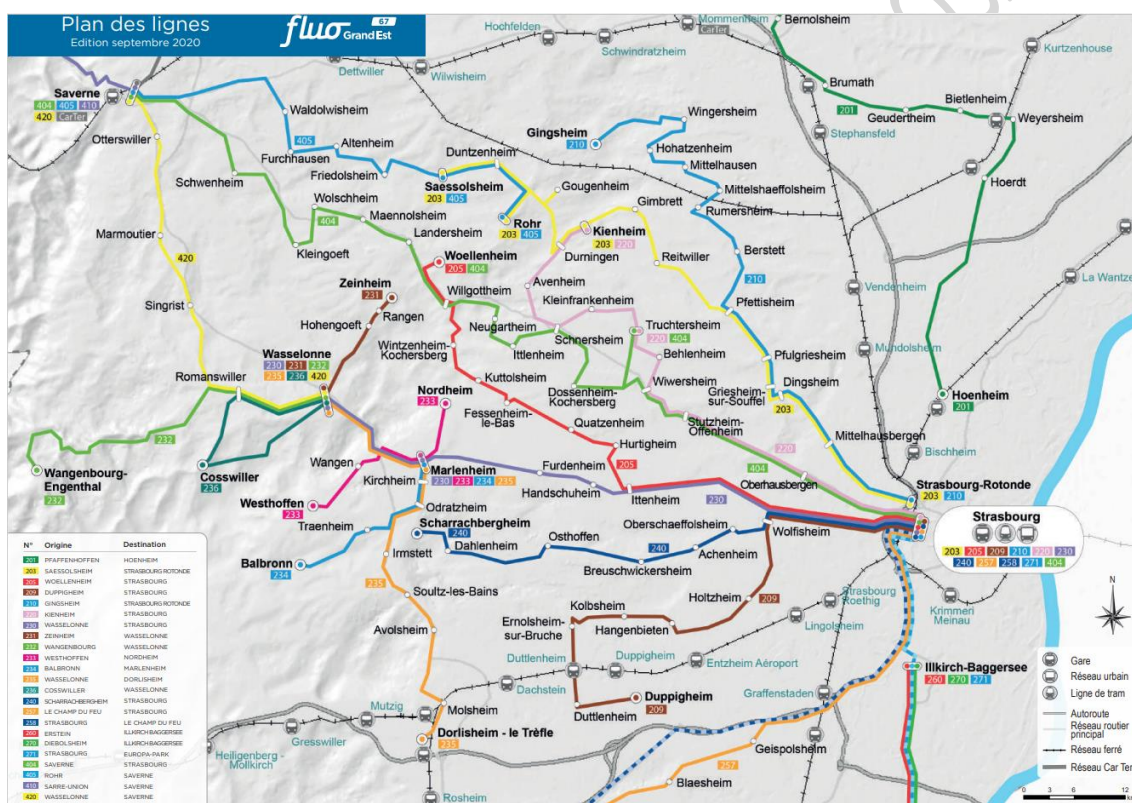 Plan des lignes
Edition septembre 2020
fluo GrandEst
67
Hochfelden
Mommenheim
CarTer
Bernolsheim
Schwindratzheim
Kurtzenhouse
Dettwiller
Wilwisheim
Saverne
404 405 410
420 CarTer
Waldolwisheim
Wingersheim
Brumath
Bietlenheim
201
Geudertheim
Weyersheim
Otterswiller
405
Altenheim
Duntzenheim
Gingsheim
210
Hohatzenheim
Stephansfeld
Furchhausen
Friedolsheim
Mittelhausen
Schwenheim
Saessolsheim
203 405
Gougenheim
Mittelshaeffolsheim
Hoerdt
Wolschheim
Gimbrett
Rumersheim
404
Maennolsheim
Rohr
203 405
Kienheim
203 220
Marmoutier
Landersheim
Kleingoeft
Durningen
Berstett
420
Woellenheim
205 404
Reitwiller
210
La Wantze
Zeinheim
231
Avenheim
Vendenheim
Singrist
Rangen
Willgottheim
Kleinfrankenheim
Pfettisheim
Hohengoeft
Neugartheim
Truchtersheim
220 404
Schnersheim
Wintzenheim-
Kochersberg
Ittlenheim
Behlenheim
Mundolsheim
Wasselonne
230 231 232
235 236 420
Pfulgriesheim
Romanswiller
Kuttolsheim
Dossenheim-
Kochersberg
Wiwersheim
Griesheim-
sur-Souffel
Dingsheim
Nordheim
233
203
Hoenheim
201
Fessenheim-
le-Bas
Quatzenheim
Stutzheim-
Offenheim
232
Mittelhausbergen
Hurtigheim
220
Bischheim
Wangenbourg-
Engenthal
232
Cosswiller
236
Wangen
Marlenheim
230 233 234 235
Furdenheim
205
404
Kirchheim
Handschuheim
Oberhausbergen
Ittenheim
230
Strasbourg-Rotonde
203 210
Westhoffen
233
Odratzheim
Strasbourg
203 205 209 210 220 230
240 257 258 271 404
Traenheim
Scharrachbergheim
240
Oberschaeffolsheim
Wolfisheim
Osthoffen
Dahlenheim
240
Achenheim
Irmstett
Breuschwickersheim
Balbronn
234
235
Soultz-les-Bains
Holtzheim
Strasbourg
Roethig
Krimmeri
Meinau
209
Kolbsheim
Ernolsheim-
sur-Bruche
Hangenbieten
Lingolsheim
Avolsheim
Duttlenheim
Duppigheim
Entzheim Aéroport
Illkirch-Baggersee
260 270 271
Dachstein
Graffenstaden
Duppigheim
209
Mutzig
Molsheim
Duttlenheim
Gresswiller
Dorlisheim - le Trèfle
235
Geispolsheim
Heiligenberg -
Mollkirch
257
Blaesheim
Rosheim
N° Origine Destination
201 PFAFFENHOFFEN HOENHEIM
203 SAESSOLSHEIM STRASBOURG ROTONDE
205 WOELLENHEIM STRASBOURG
209 DUPPIGHEIM STRASBOURG
210 GINGSHEIM STRASBOURG ROTONDE
220 KIENHEIM STRASBOURG
230 WASSELONNE STRASBOURG
231 ZEINHEIM WASSELONNE
232 WANGENBOURG WASSELONNE
233 WESTHOFFEN NORDHEIM
234 BALBRONN MARLENHEIM
235 WASSELONNE DORLISHEIM
236 COSSWILLER WASSELONNE
240 SCHARRACHBERGHEIM STRASBOURG
257 LE CHAMP DU FEU STRASBOURG
258 STRASBOURG LE CHAMP DU FEU
260 ERSTEIN ILLKIRCH BAGGERSEE
270 DIEBOLSHEIM ILLKIRCH BAGGERSEE
271 STRASBOURG EUROPA-PARK
404 SAVERNE STRASBOURG
405 ROHR SAVERNE
410 SARRE-UNION SAVERNE
420 WASSELONNE SAVERNE
N
Gare
Réseau urbain
Ligne de tram
Autoroute
Réseau routier
principal
Réseau ferré
Réseau Car Ter
0 3 6 12